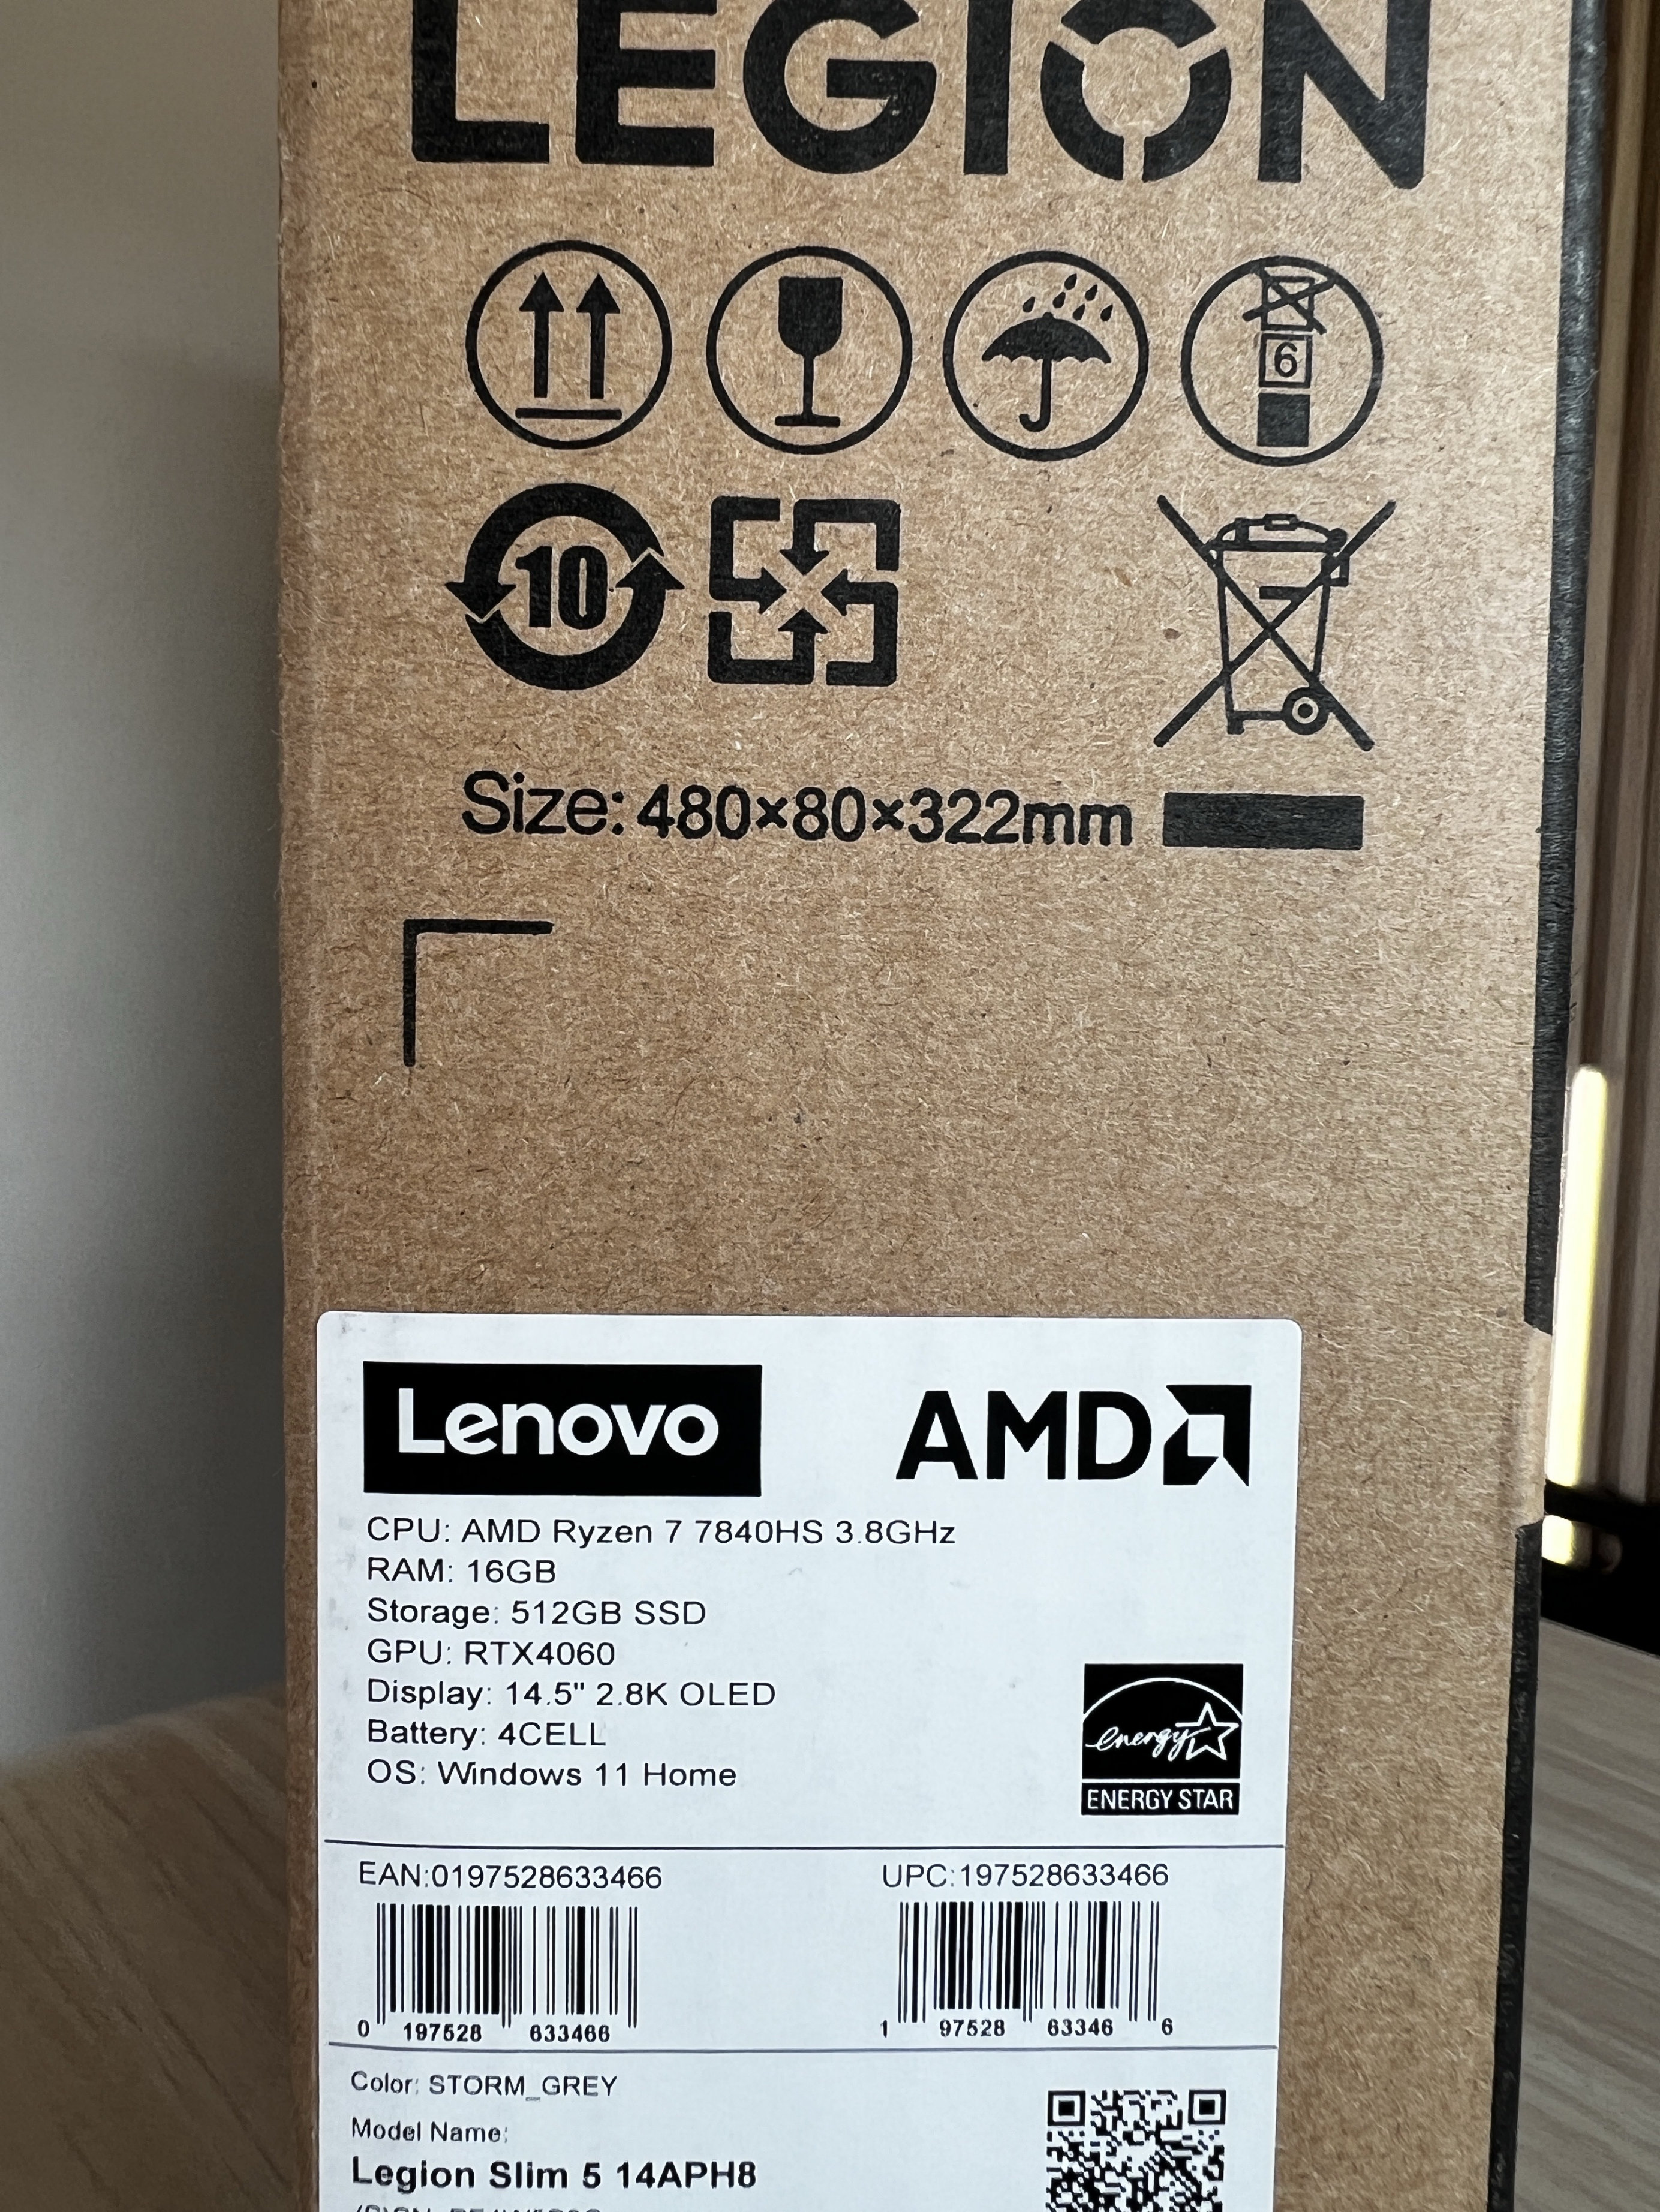 LEGION
6
10
Size: 480×80×322mm
Lenovo
AMD
CPU: AMD Ryzen 7 7840HS 3.8GHz
RAM: 16GB
Storage: 512GB SSD
GPU: RTX4060
Display: 14.5" 2.8K OLED
Battery: 4CELL
OS: Windows 11 Home
energy
ENERGY STAR
EAN:0197528633466
UPC:197528633466
0 197528 633466
1 97528 63346 6
Color: STORM_GREY
Model Name:
Legion Slim 5 14APH8